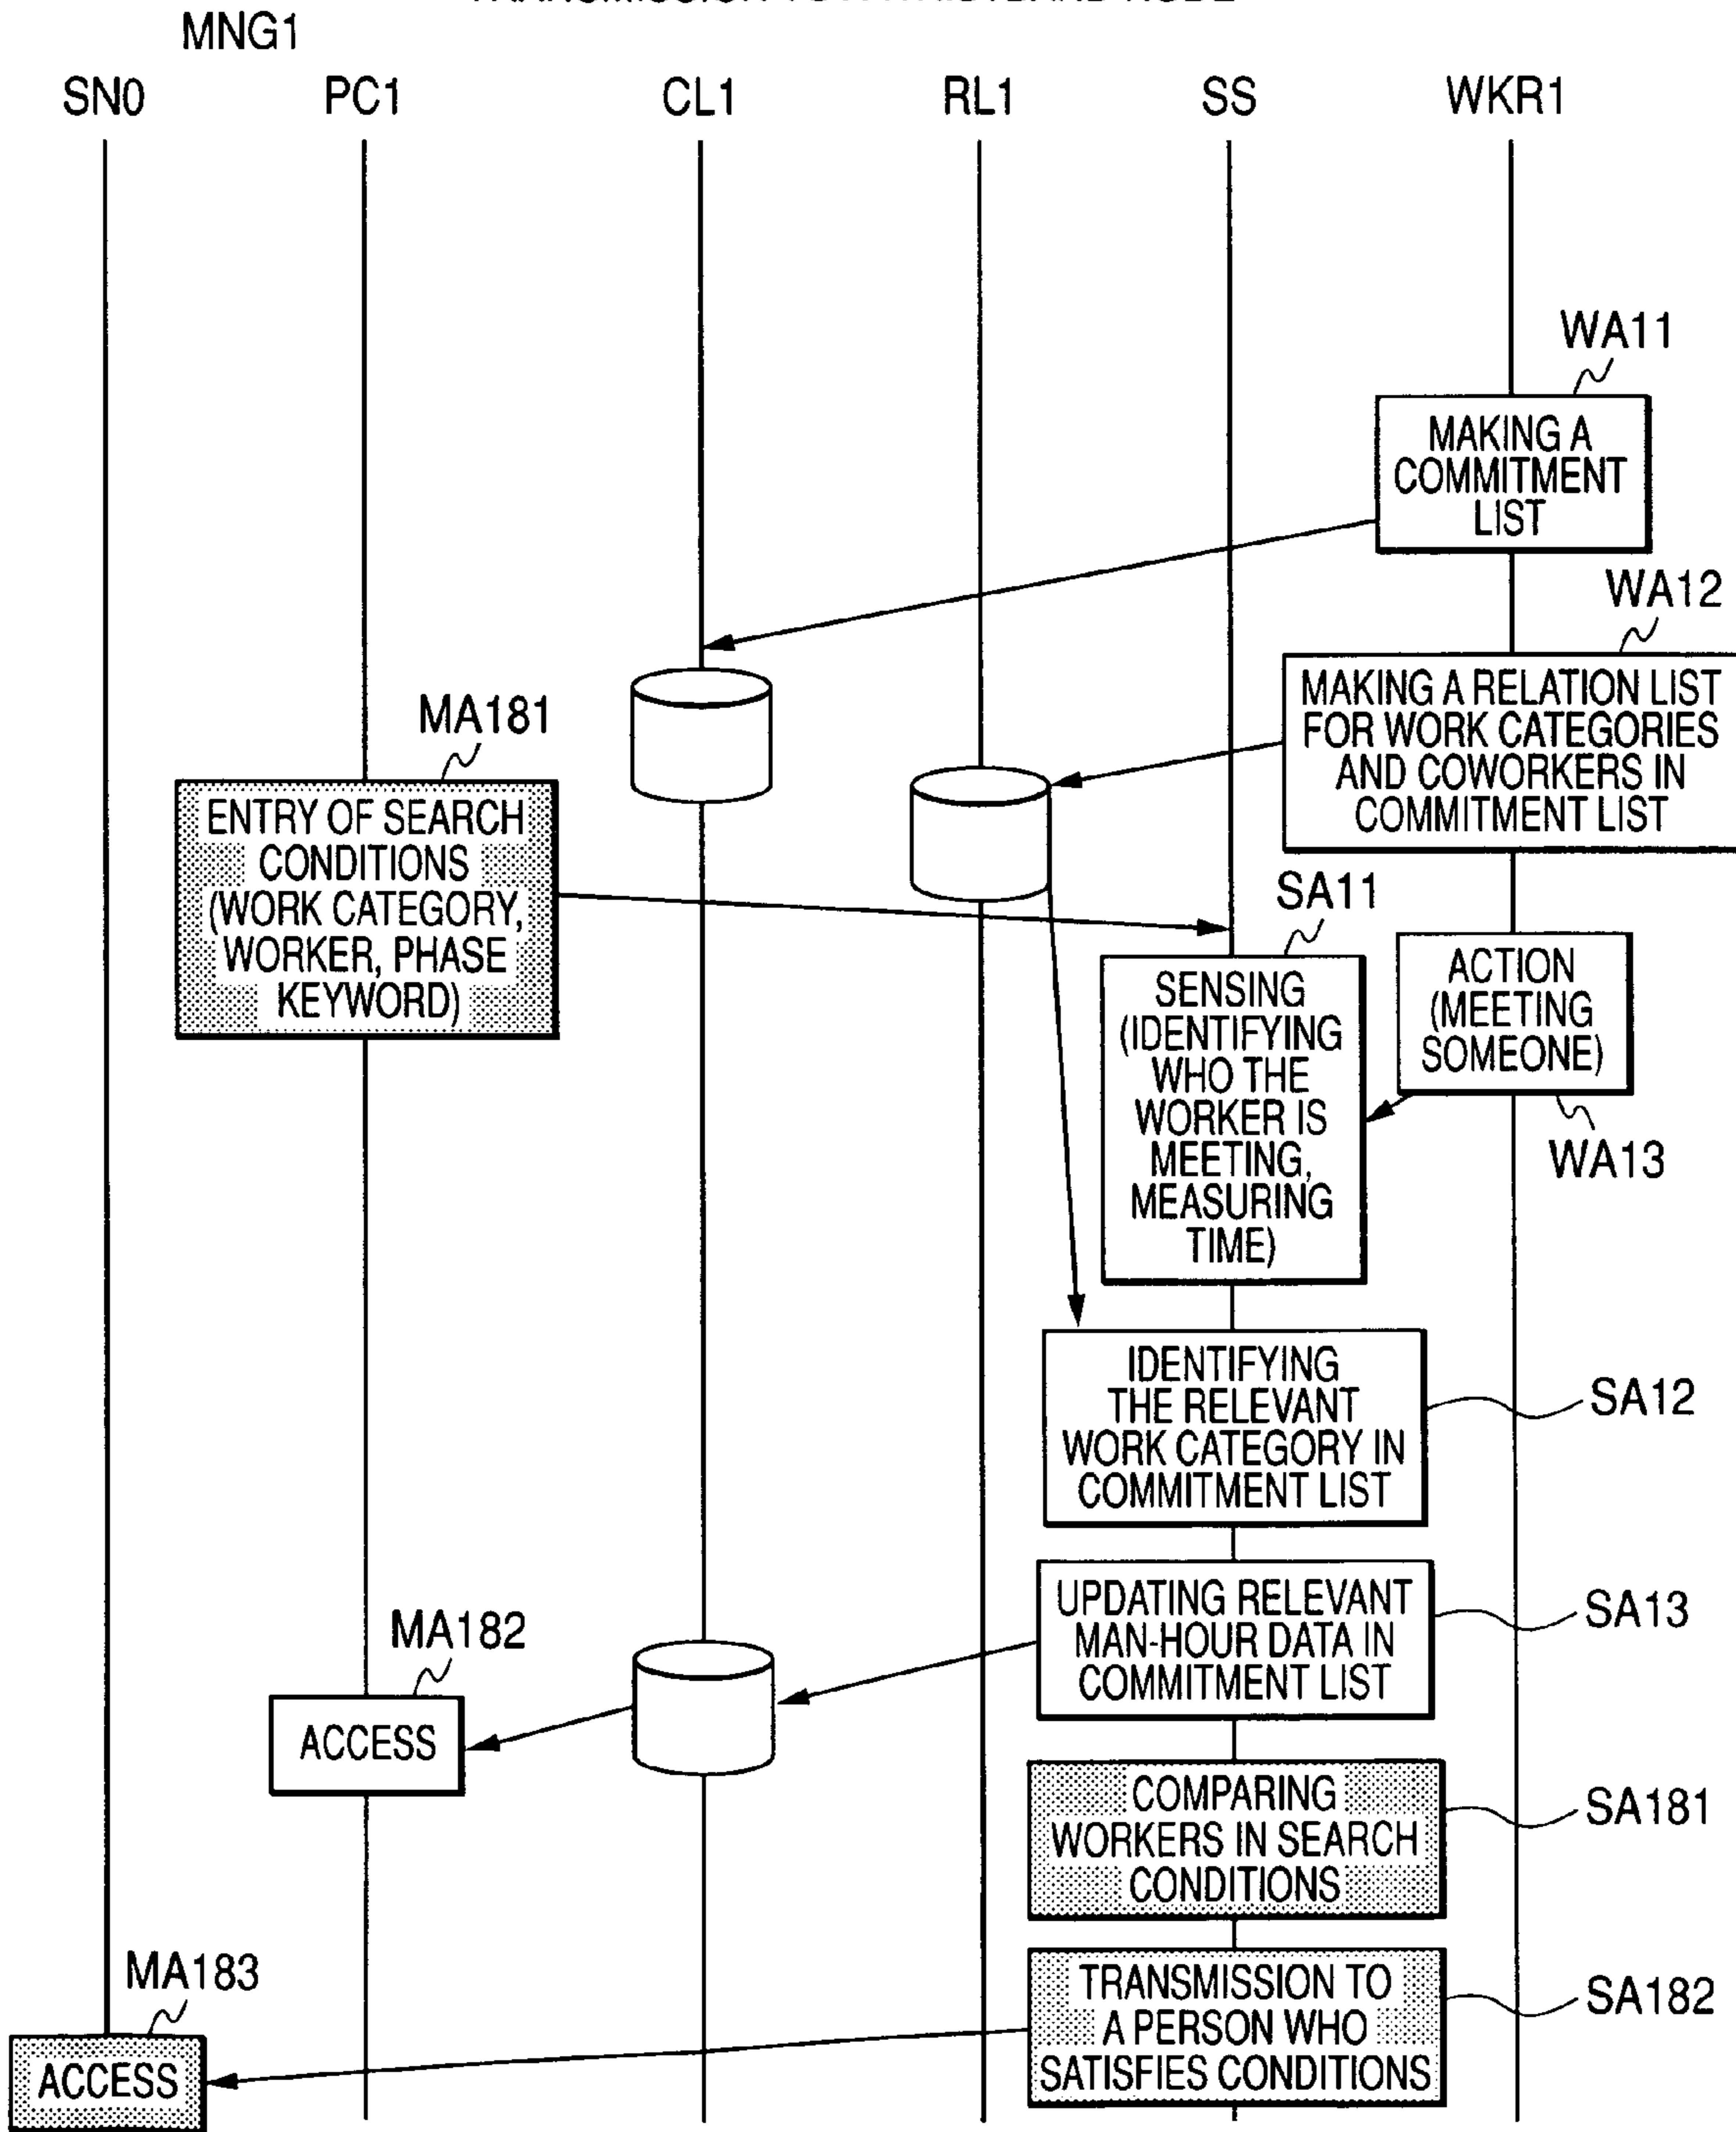 MNG1
SN0 PC1 CL1 RL1 SS WKR1
WA11
MAKING A
COMMITMENT
LIST
WA12
MAKING A RELATION LIST
FOR WORK CATEGORIES
AND COWORKERS IN
COMMITMENT LIST
MA181
ENTRY OF SEARCH
CONDITIONS
(WORK CATEGORY,
WORKER, PHASE
KEYWORD)
SA11
SENSING
(IDENTIFYING
WHO THE
WORKER IS
MEETING,
MEASURING
TIME)
ACTION
(MEETING
SOMEONE)
WA13
IDENTIFYING
THE RELEVANT
WORK CATEGORY IN
COMMITMENT LIST
SA12
UPDATING RELEVANT
MAN-HOUR DATA IN
COMMITMENT LIST
SA13
MA182
ACCESS
COMPARING
WORKERS IN SEARCH
CONDITIONS
SA181
TRANSMISSION TO
A PERSON WHO
SATISFIES CONDITIONS
SA182
MA183
ACCESS